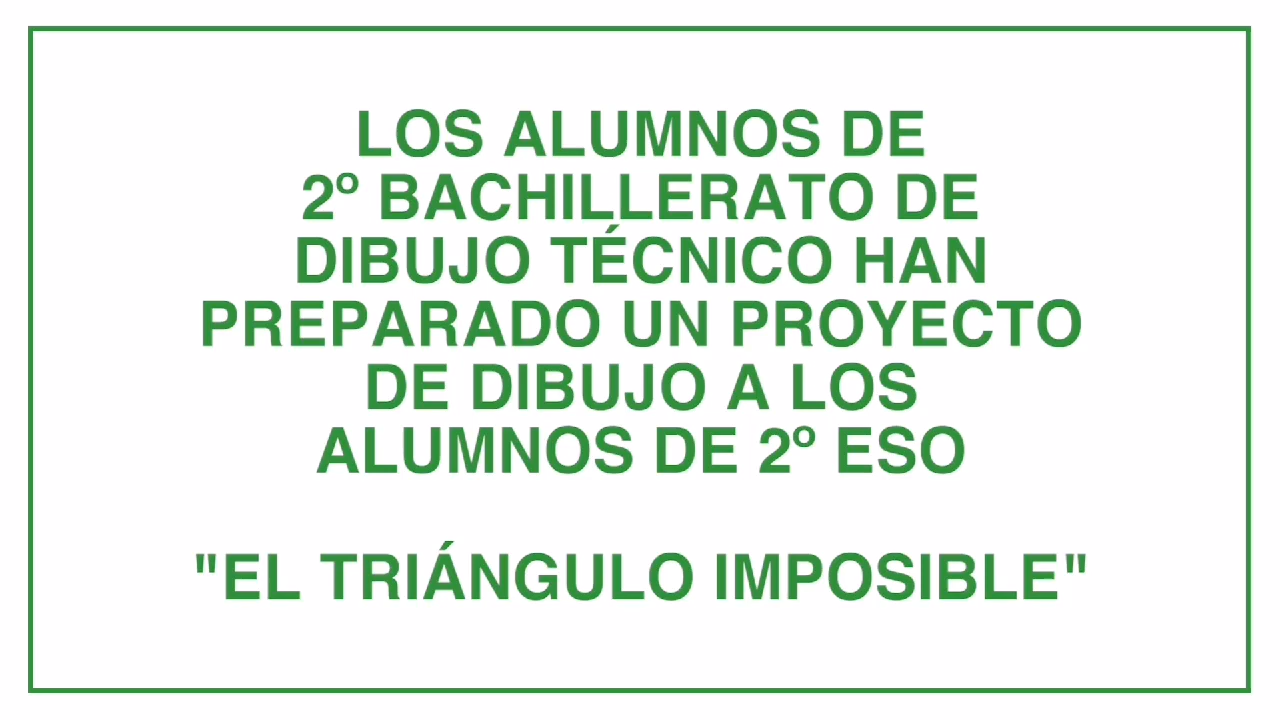 LOS ALUMNOS DE
2º BACHILLERATO DE
DIBUJO TÉCNICO HAN
PREPARADO UN PROYECTO
DE DIBUJO A LOS
ALUMNOS DE 2º ESO
"EL TRIÁNGULO IMPOSIBLE"